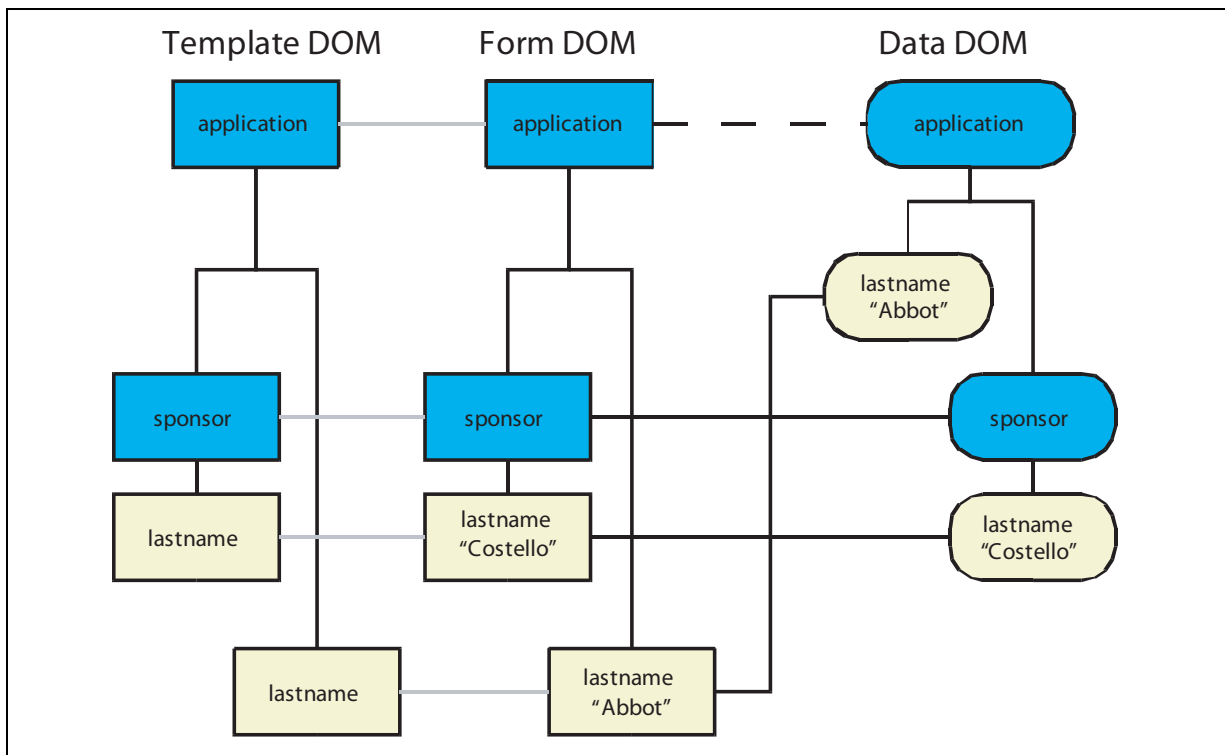 Template DOM
Form DOM
Data DOM
application
application
application
lastname
“Abbot”
sponsor
sponsor
sponsor
lastname
lastname
“Costello”
lastname
“Costello”
lastname
lastname
“Abbot”